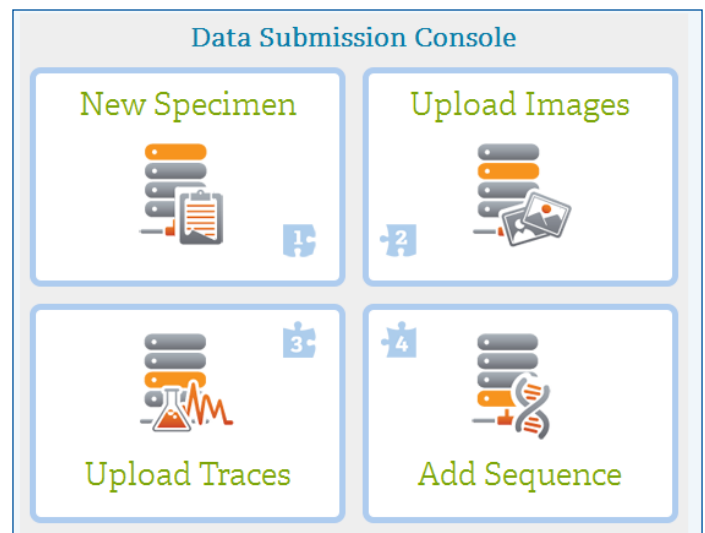 Data Submission Console
New Specimen
1
Upload Images
2
3
Upload Traces
4
Add Sequence